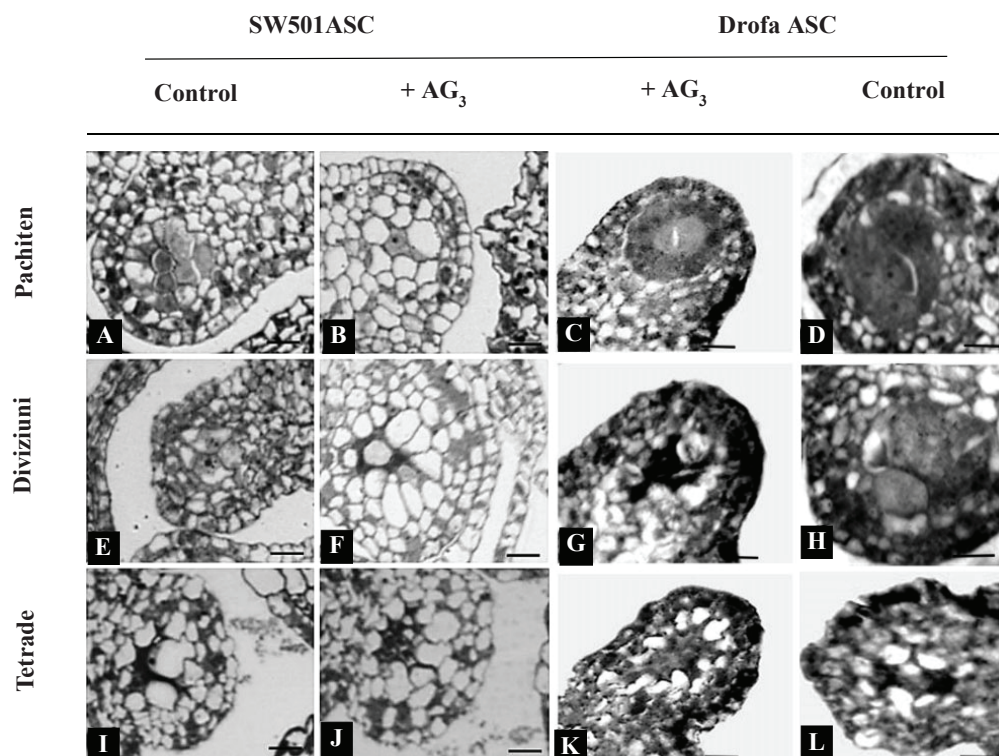 SW501ASC Drofa ASC
Control + AG₃ + AG₃ Control
Pachiten
A B C D
Diviziuni
E F G H
Tetrade
I J K L